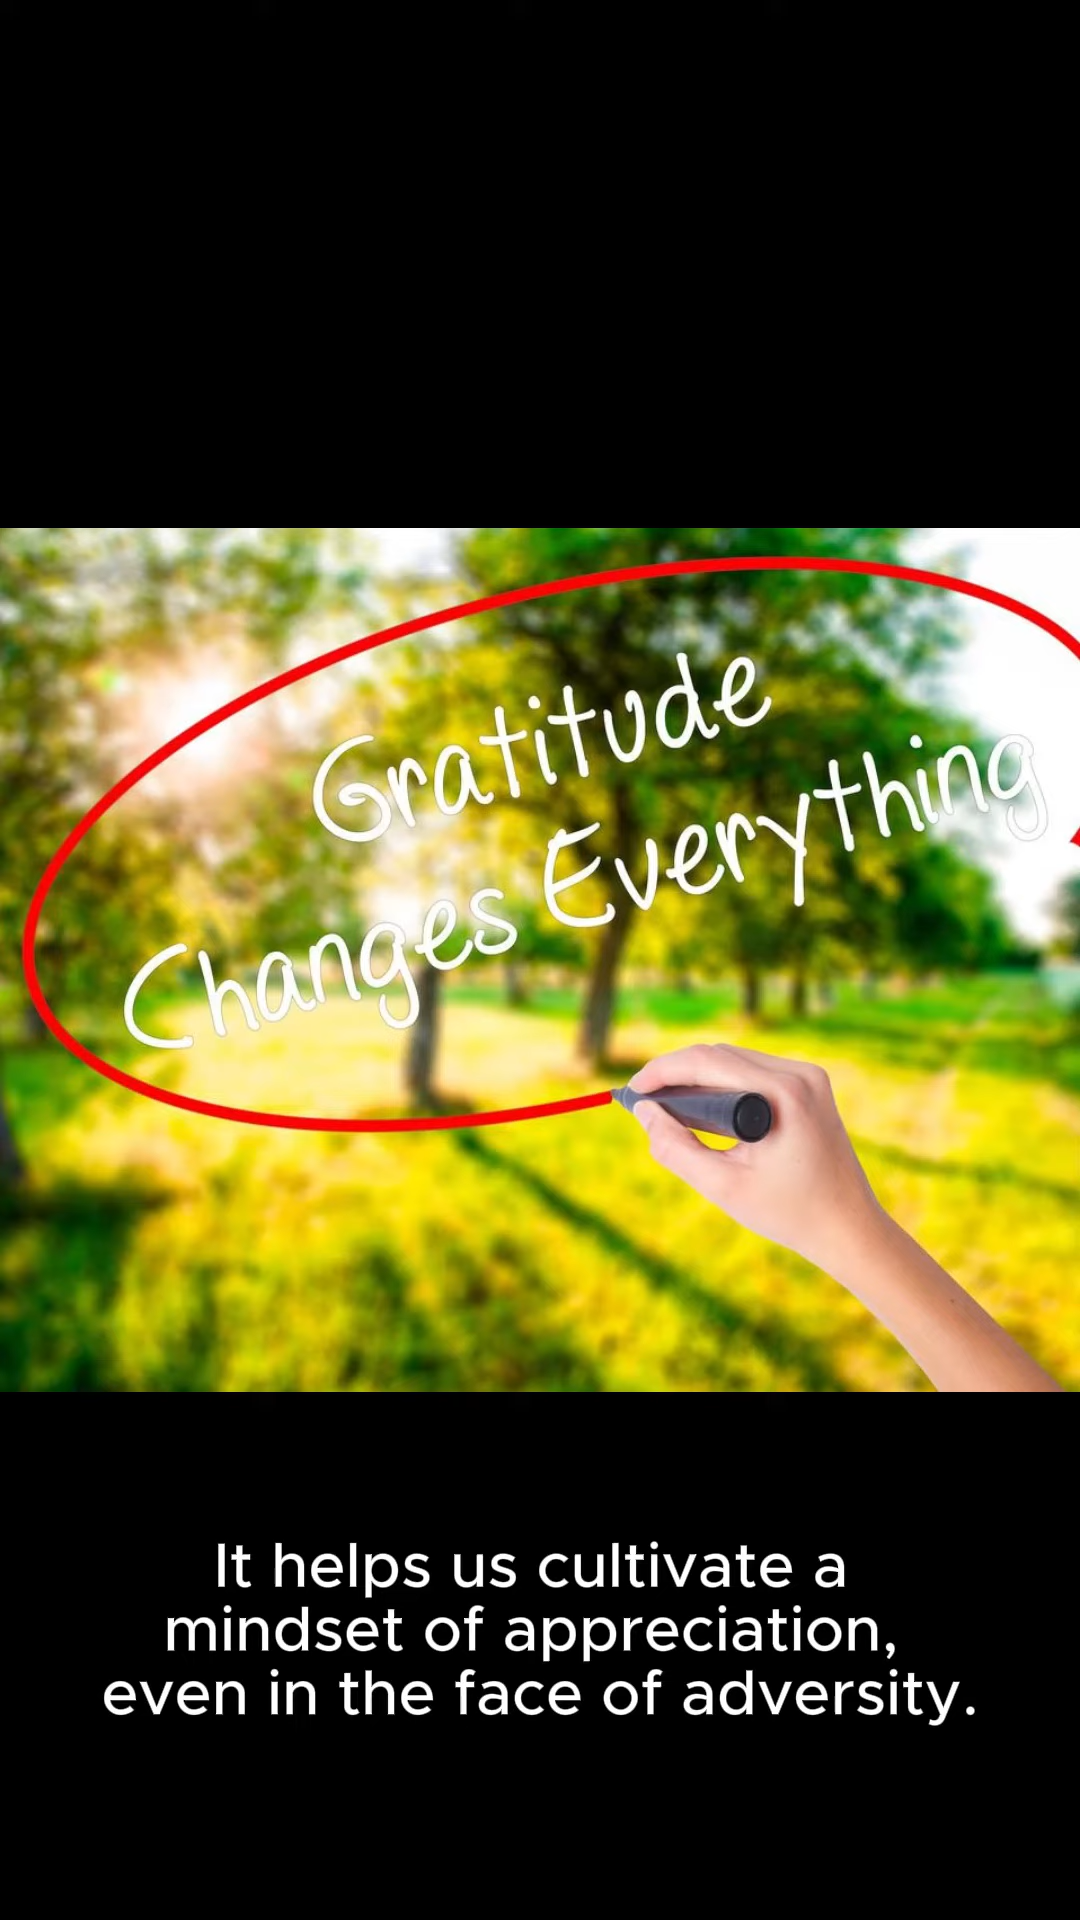 Gratitude
Changes Everything
It helps us cultivate a
mindset of appreciation,
even in the face of adversity.